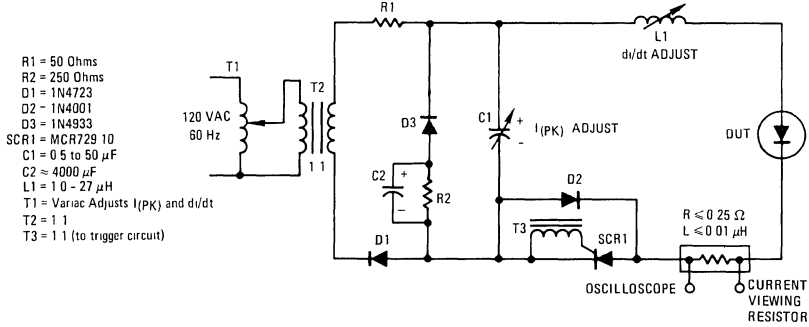 R1 = 50 Ohms
R2 = 250 Ohms
D1 = 1N4723
D2 = 1N4001
D3 = 1N4933
SCR1 = MCR729 10
C1 = 0 5 to 50 μF
C2 ≈ 4000 μF
L1 = 1 0 - 27 μH
T1 = Variac Adjusts I(PK) and di/dt
T2 = 1 1
T3 = 1 1 (to trigger circuit)
T1
120 VAC
60 Hz
T2
1 1
R1
D3
C2
+
−
R2
D1
C1
+
−
I(PK) ADJUST
L1
di/dt ADJUST
DUT
D2
T3
SCR1
R ⩽ 0 25 Ω
L ⩽ 0 01 μH
OSCILLOSCOPE
CURRENT
VIEWING
RESISTOR